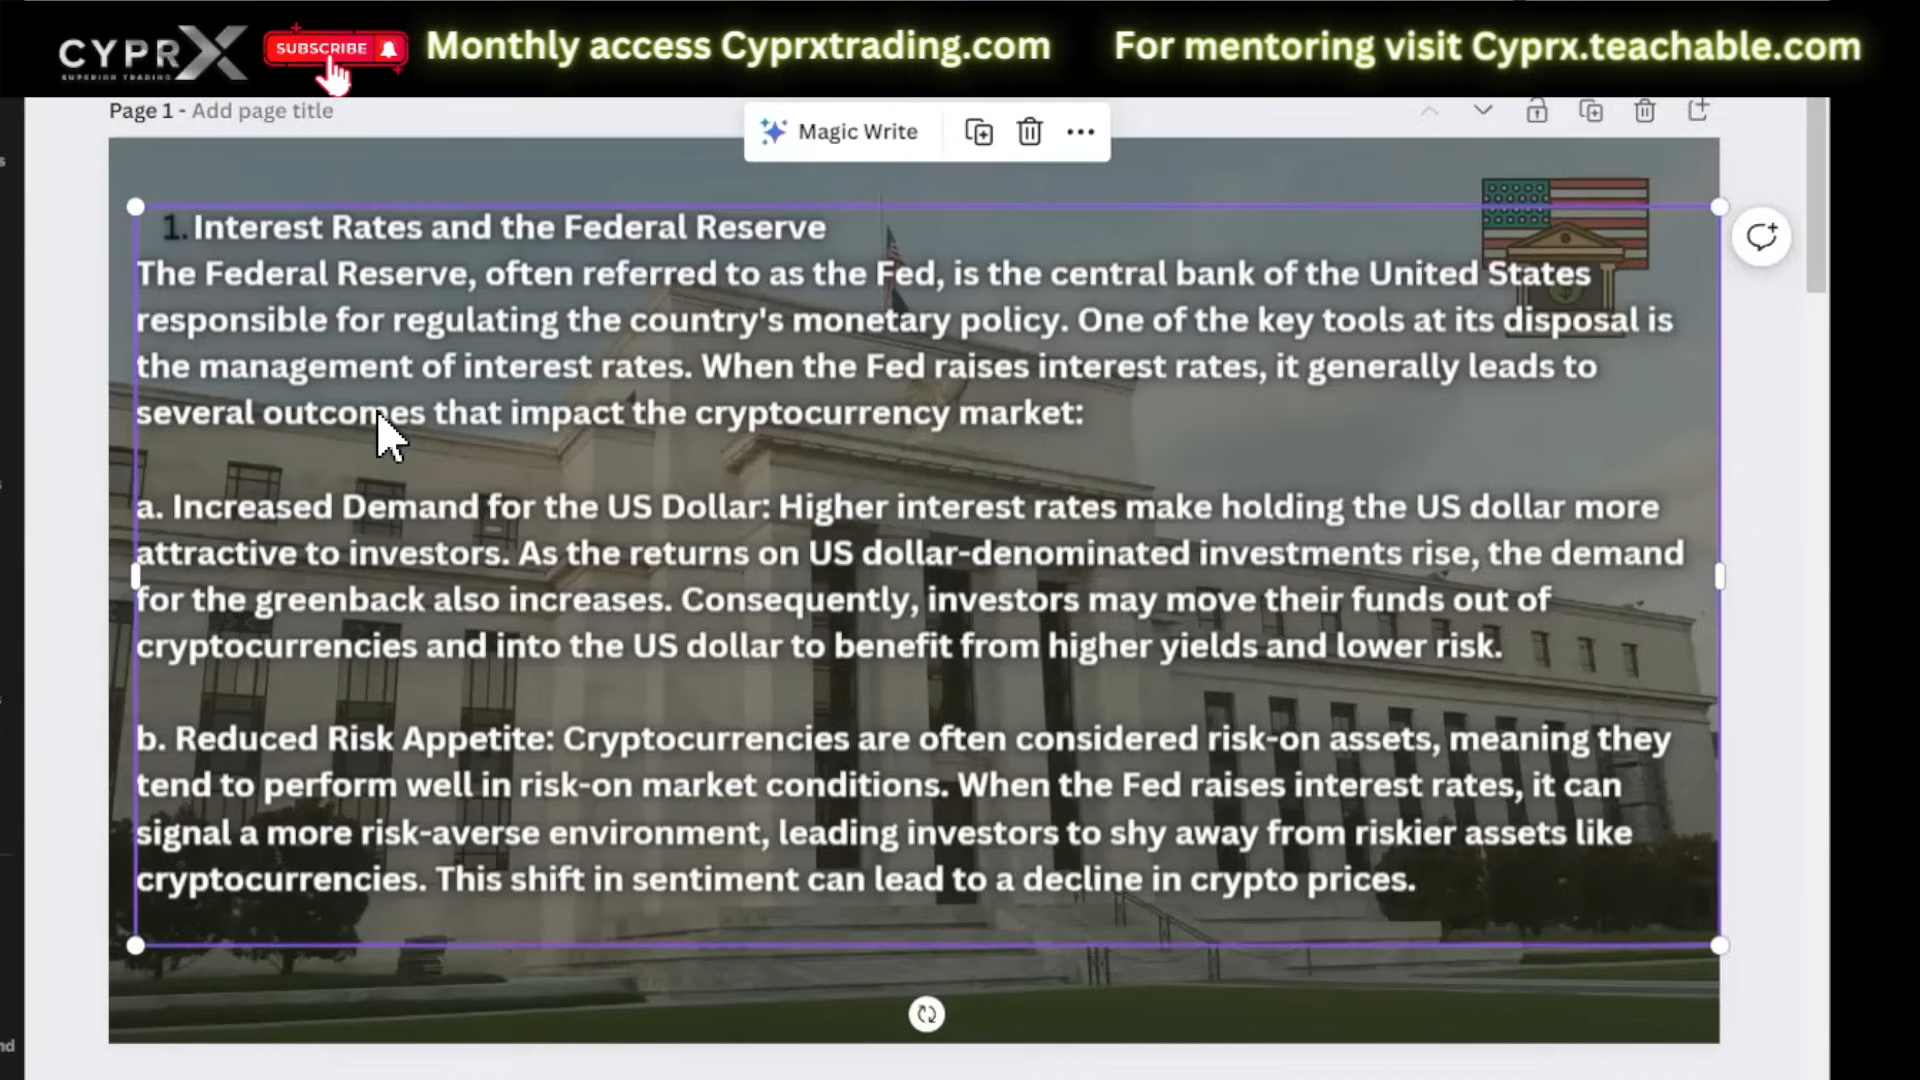 CYPRX
SUPERIOR TRADING
SUBSCRIBE
Monthly access Cyprxtrading.com
For mentoring visit Cyprx.teachable.com
Page 1 - Add page title
Magic Write
1. Interest Rates and the Federal Reserve
The Federal Reserve, often referred to as the Fed, is the central bank of the United States
responsible for regulating the country's monetary policy. One of the key tools at its disposal is
the management of interest rates. When the Fed raises interest rates, it generally leads to
several outcomes that impact the cryptocurrency market:
a. Increased Demand for the US Dollar: Higher interest rates make holding the US dollar more
attractive to investors. As the returns on US dollar-denominated investments rise, the demand
for the greenback also increases. Consequently, investors may move their funds out of
cryptocurrencies and into the US dollar to benefit from higher yields and lower risk.
b. Reduced Risk Appetite: Cryptocurrencies are often considered risk-on assets, meaning they
tend to perform well in risk-on market conditions. When the Fed raises interest rates, it can
signal a more risk-averse environment, leading investors to shy away from riskier assets like
cryptocurrencies. This shift in sentiment can lead to a decline in crypto prices.